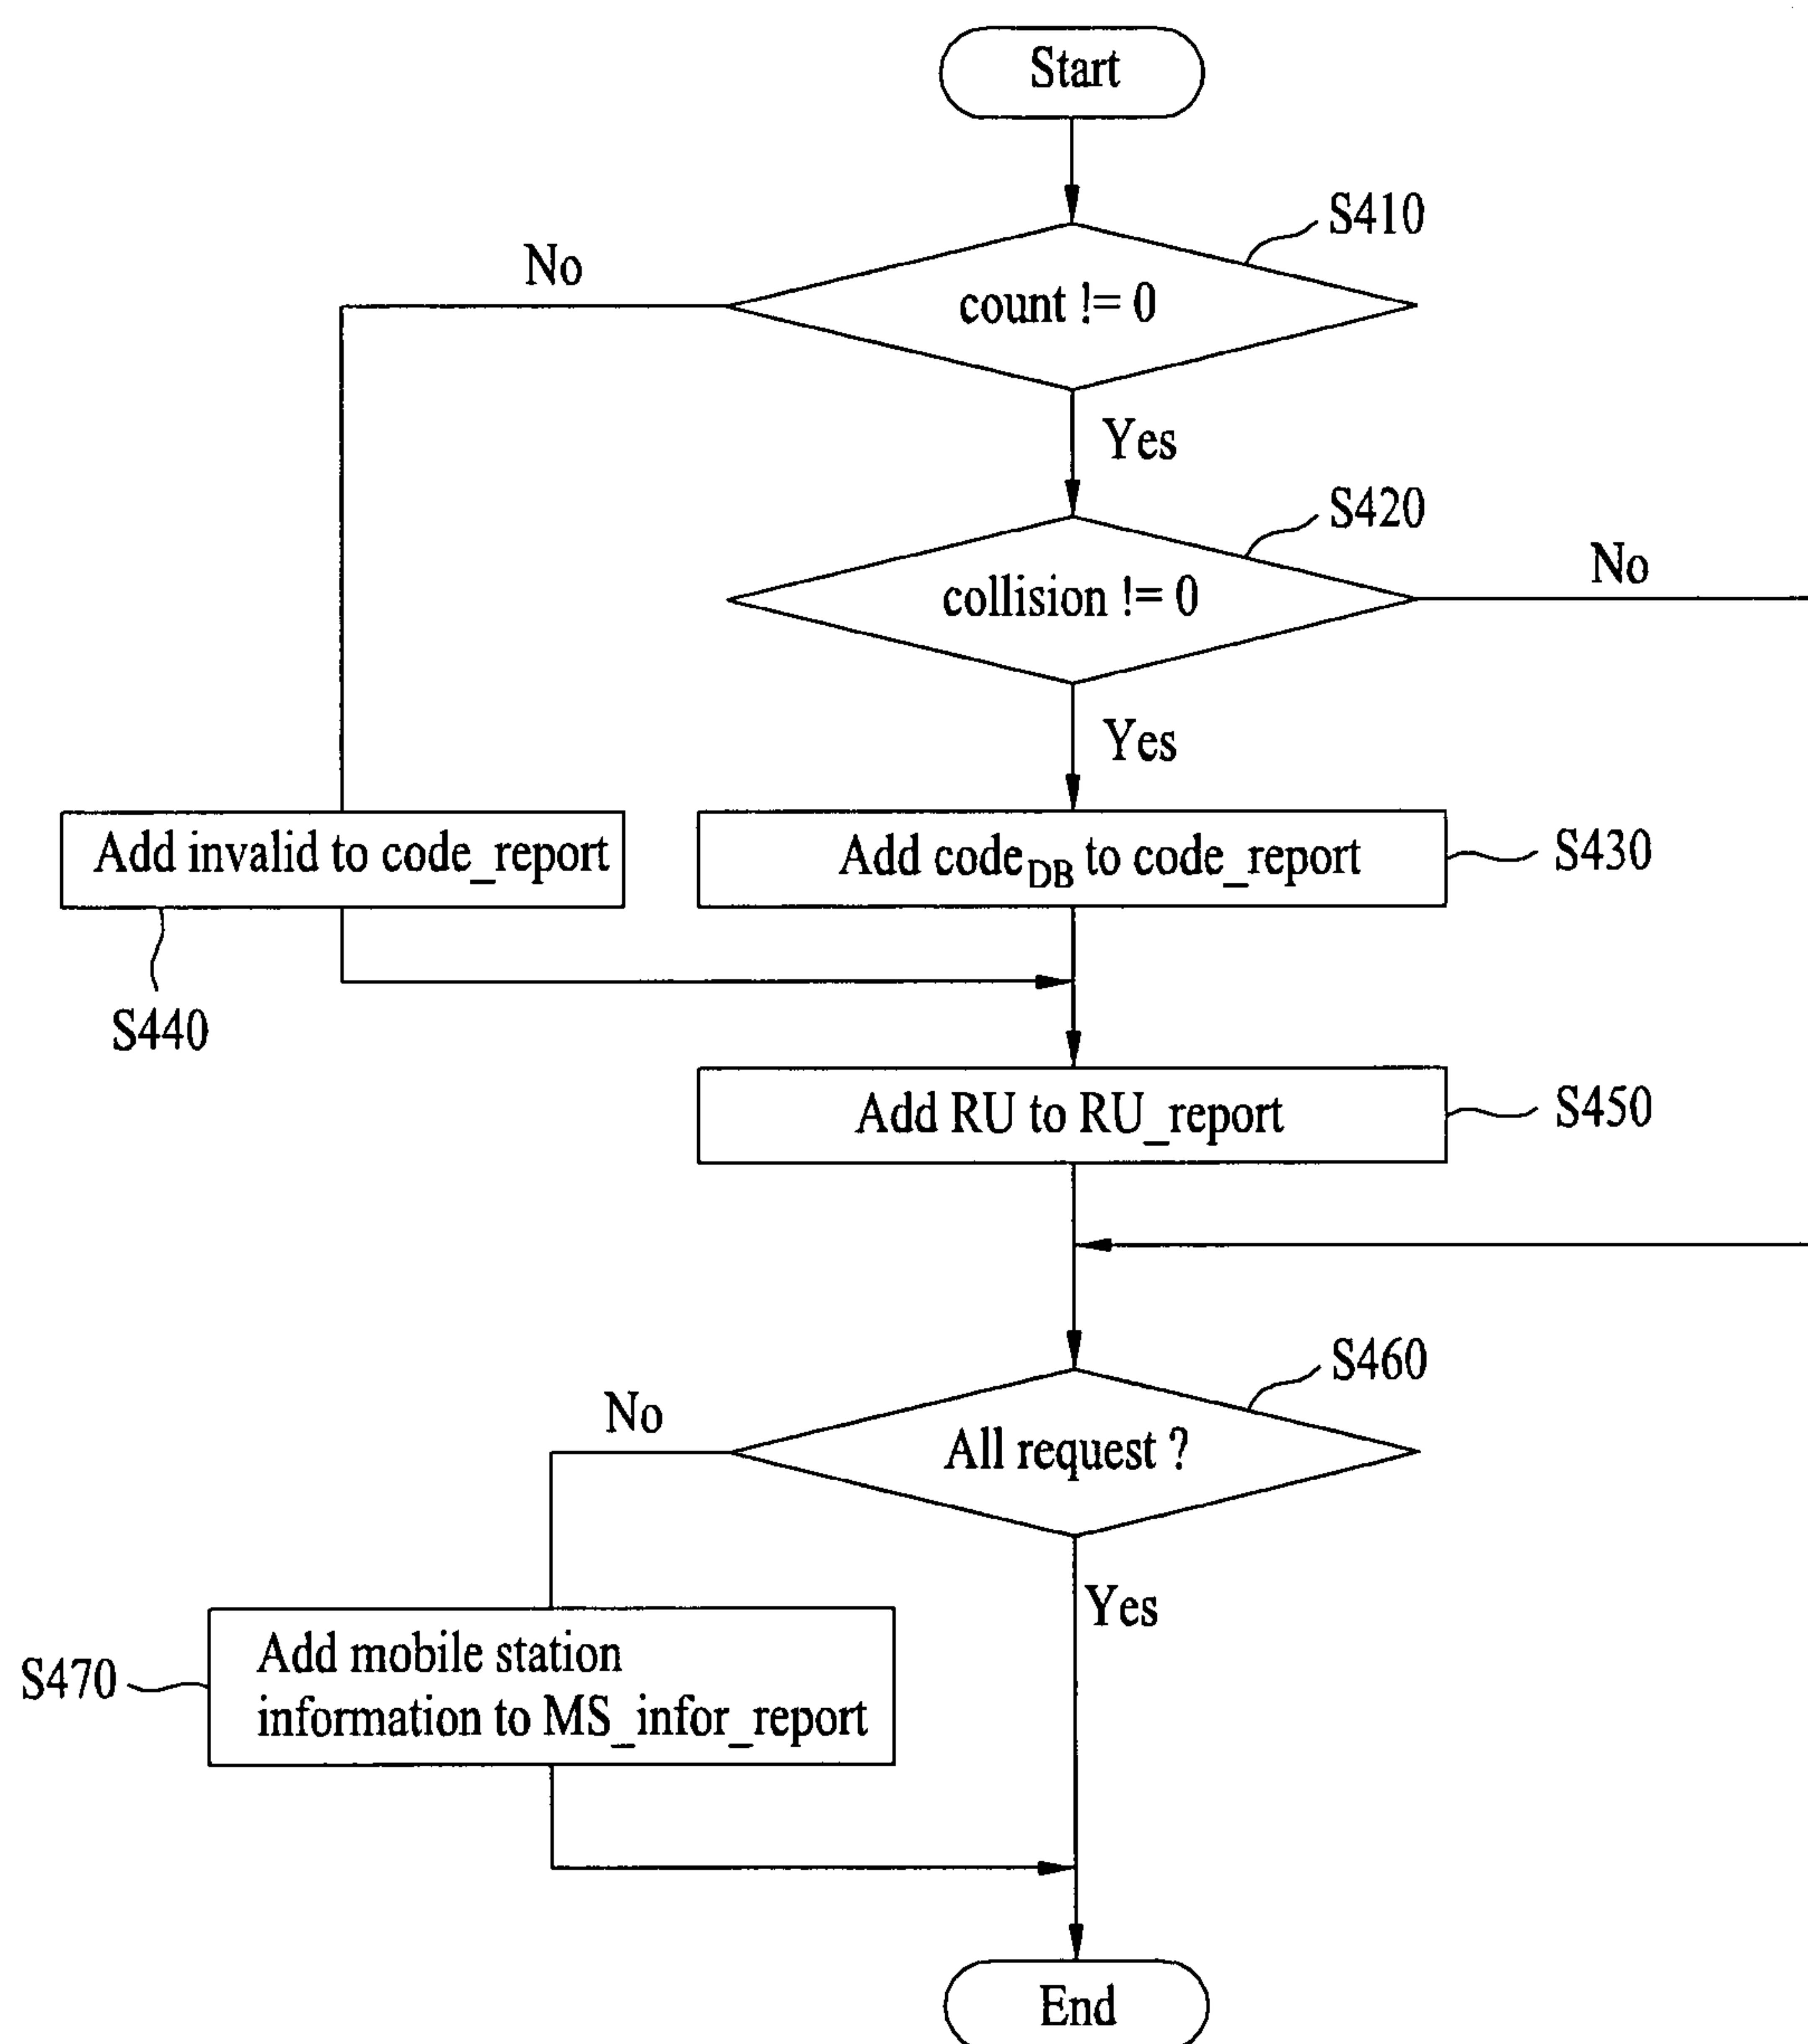 Start
S410
No
count != 0
Yes
S420
No
collision != 0
Yes
Add invalid to code_report
Add codeDB to code_report
S430
S440
Add RU to RU_report
S450
S460
No
All request ?
Yes
S470
Add mobile station
information to MS_infor_report
End